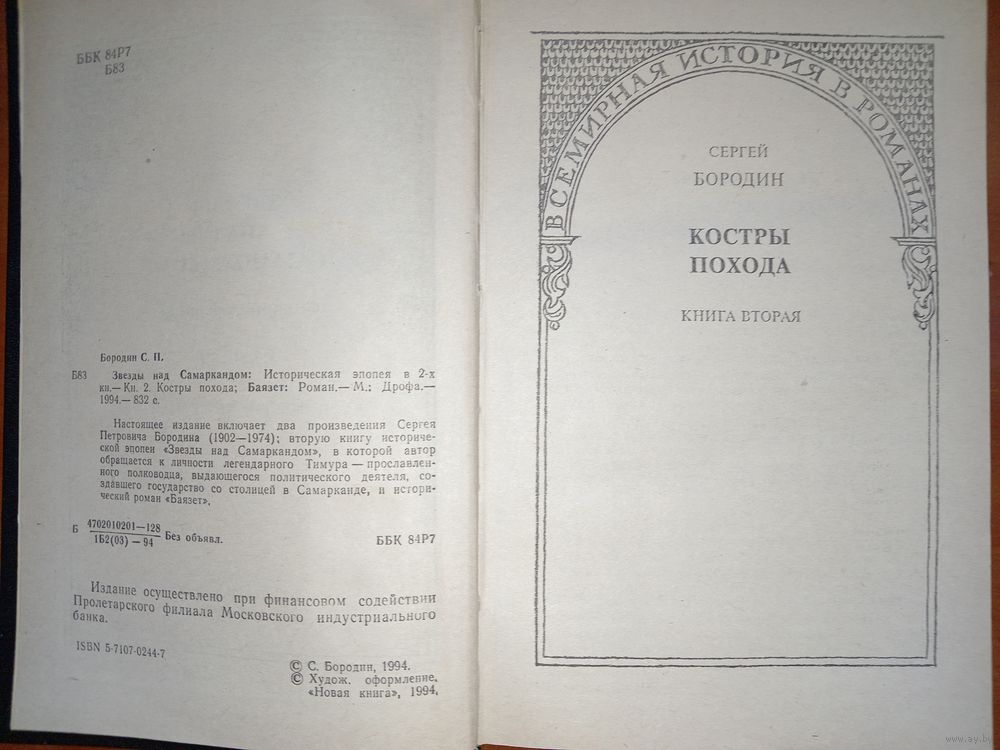 ББК 84Р7
Б83
Бородин С. П.
Б83 Звезды над Самаркандом: Историческая эпопея в 2-х
кн.— Кн. 2. Костры похода; Баязет: Роман.— М.: Дрофа.—
1994.— 832 с.
Настоящее издание включает два произведения Сергея
Петровича Бородина (1902—1974); вторую книгу историче-
ской эпопеи «Звезды над Самаркандом», в которой автор
обращается к личности легендарного Тимура — прославлен-
ного полководца, выдающегося политического деятеля, со-
здавшего государство со столицей в Самарканде, и истори-
ческий роман «Баязет».
Б 4702010201—128
1Б2(03) — 94 Без объявл.
ББК 84Р7
Издание осуществлено при финансовом содействии
Пролетарского филиала Московского индустриального
банка.
ISBN 5-7107-0244-7
© С. Бородин, 1994.
© Худож. оформление.
«Новая книга», 1994.
ВСЕМИРНАЯ ИСТОРИЯ В РОМАНАХ
СЕРГЕЙ
БОРОДИН
КОСТРЫ
ПОХОДА
КНИГА ВТОРАЯ
www.ay.by